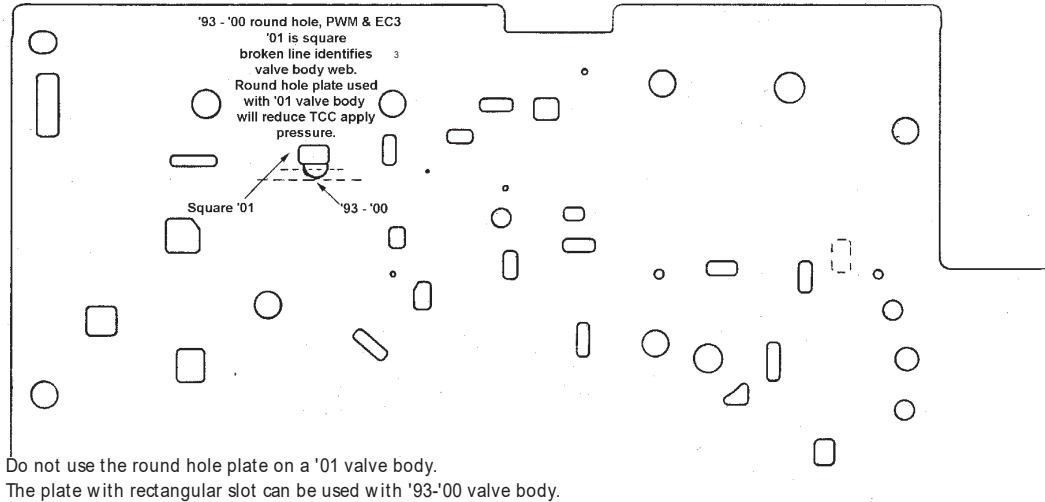 '93 - '00 round hole, PWM & EC3
'01 is square
broken line identifies
3
valve body web.
Round hole plate used
with '01 valve body
will reduce TCC apply
pressure.
Square '01
'93 - '00
Do not use the round hole plate on a '01 valve body.
The plate with rectangular slot can be used with '93-'00 valve body.